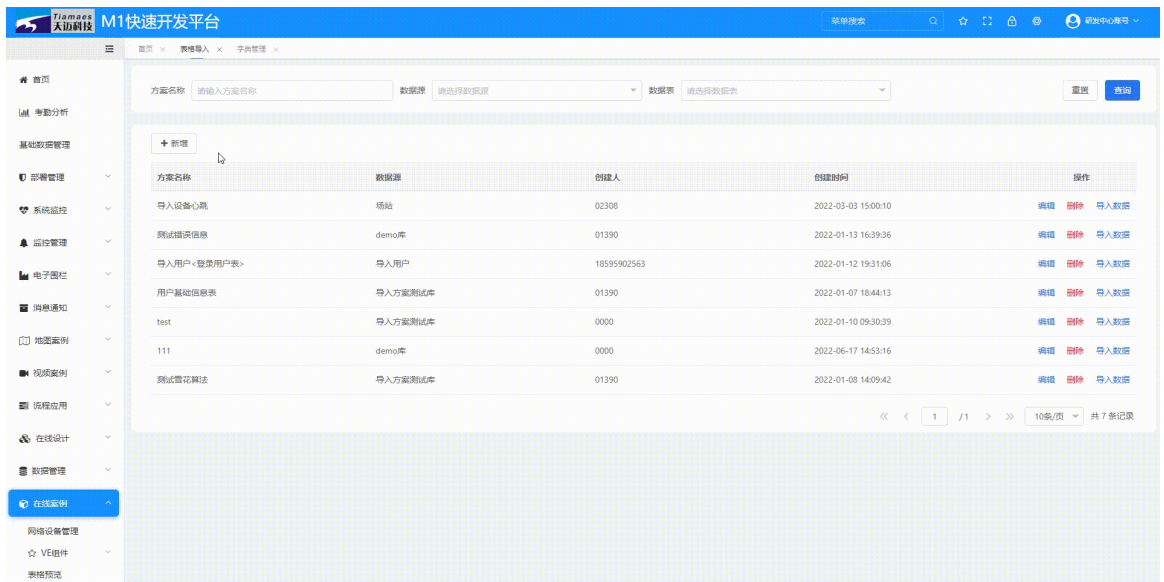 Tiamaes
天迈科技 M1快速开发平台 菜单搜索 研发中心账号
首页 × 表格导入 × 字典管理 ×
首页
考勤分析
基础数据管理
部署管理
系统监控
监控管理
电子围栏
消息通知
地图案例
视频案例
流程应用
在线设计
数据管理
在线案例
网络设备管理
VE组件
表格预览
方案名称 请输入方案名称 数据源 请选择数据源 数据表 请选择数据表 重置 查询
+ 新增
方案名称 数据源 创建人 创建时间 操作
导入设备心跳 场站 02308 2022-03-03 15:00:10 编辑 删除 导入数据
测试错误信息 demo库 01390 2022-01-13 16:39:36 编辑 删除 导入数据
导入用户<登录用户表> 导入用户 18595902563 2022-01-12 19:31:06 编辑 删除 导入数据
用户基础信息表 导入方案测试库 01390 2022-01-07 18:44:13 编辑 删除 导入数据
test 导入方案测试库 0000 2022-01-10 09:30:39 编辑 删除 导入数据
111 demo库 0000 2022-06-17 14:53:16 编辑 删除 导入数据
测试雪花算法 导入方案测试库 01390 2022-01-08 14:09:42 编辑 删除 导入数据
1 /1 10条/页 共 7 条记录